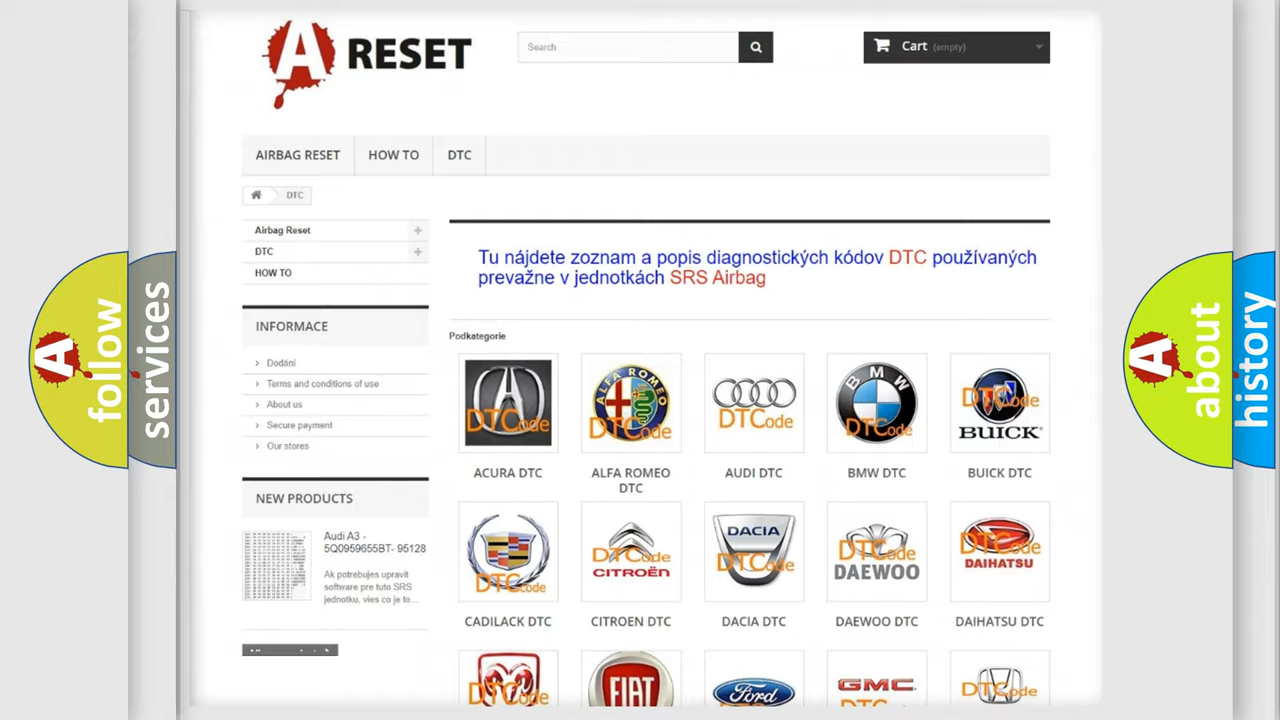 A RESET
Search
Cart (empty)
AIRBAG RESET
HOW TO
DTC
DTC
Airbag Reset
DTC
HOW TO
INFORMACE
Dodání
Terms and conditions of use
About us
Secure payment
Our stores
NEW PRODUCTS
Audi A3 -
5Q0959655BT- 95128
Ak potrebujes upravit
software pre tuto SRS
jednotku, vies co je to...
Tu nájdete zoznam a popis diagnostických kódov DTC používaných
prevažne v jednotkách SRS Airbag
Podkategorie
DTCode
ALFA ROMEO
DTCode
DTCode
BMW
DTCode
DTCode
BUICK
ACURA DTC
ALFA ROMEO
DTC
AUDI DTC
BMW DTC
BUICK DTC
DTCode
DTCode
CITROËN
DACIA
DTCode
DTCode
DAEWOO
DTCode
DAIHATSU
CADILACK DTC
CITROEN DTC
DACIA DTC
DAEWOO DTC
DAIHATSU DTC
DTCode
FIAT
Ford
GMC
DTCode
A follow
services
A about
history